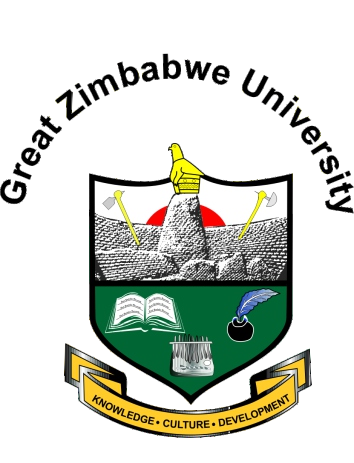 Great Zimbabwe University
KNOWLEDGE • CULTURE • DEVELOPMENT